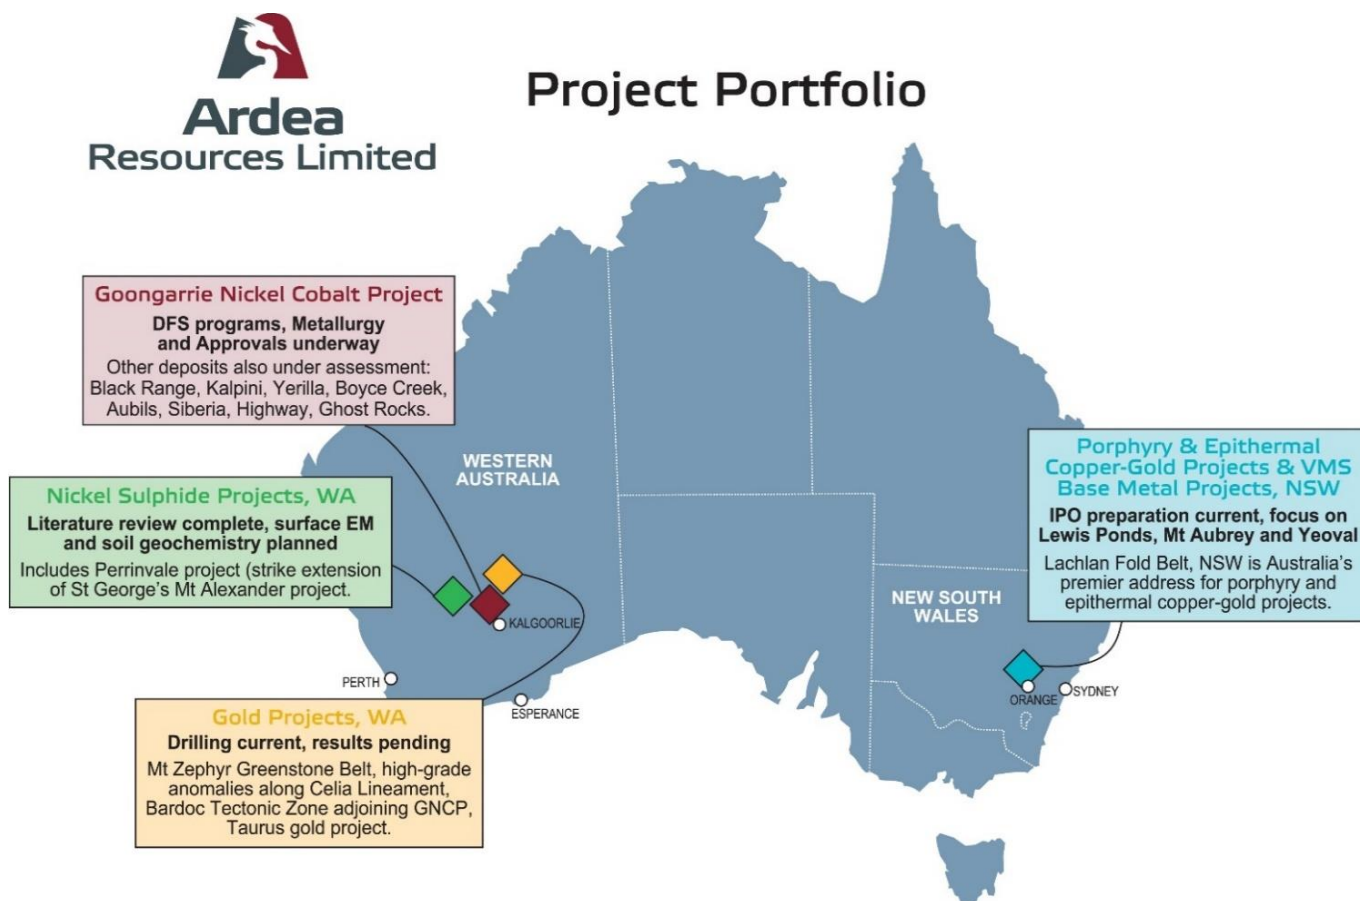 Ardea
Resources Limited
Project Portfolio
Goongarrie Nickel Cobalt Project
DFS programs, Metallurgy
and Approvals underway
Other deposits also under assessment:
Black Range, Kalpini, Yerilla, Boyce Creek,
Aubils, Siberia, Highway, Ghost Rocks.
Nickel Sulphide Projects, WA
Literature review complete, surface EM
and soil geochemistry planned
Includes Perrinvale project (strike extension
of St George's Mt Alexander project.
Gold Projects, WA
Drilling current, results pending
Mt Zephyr Greenstone Belt, high-grade
anomalies along Celia Lineament,
Bardoc Tectonic Zone adjoining GNCP,
Taurus gold project.
WESTERN
AUSTRALIA
KALGOORLIE
PERTH
ESPERANCE
Porphyry & Epithermal
Copper-Gold Projects & VMS
Base Metal Projects, NSW
IPO preparation current, focus on
Lewis Ponds, Mt Aubrey and Yeoval
Lachlan Fold Belt, NSW is Australia's
premier address for porphyry and
epithermal copper-gold projects.
NEW SOUTH
WALES
ORANGE
SYDNEY